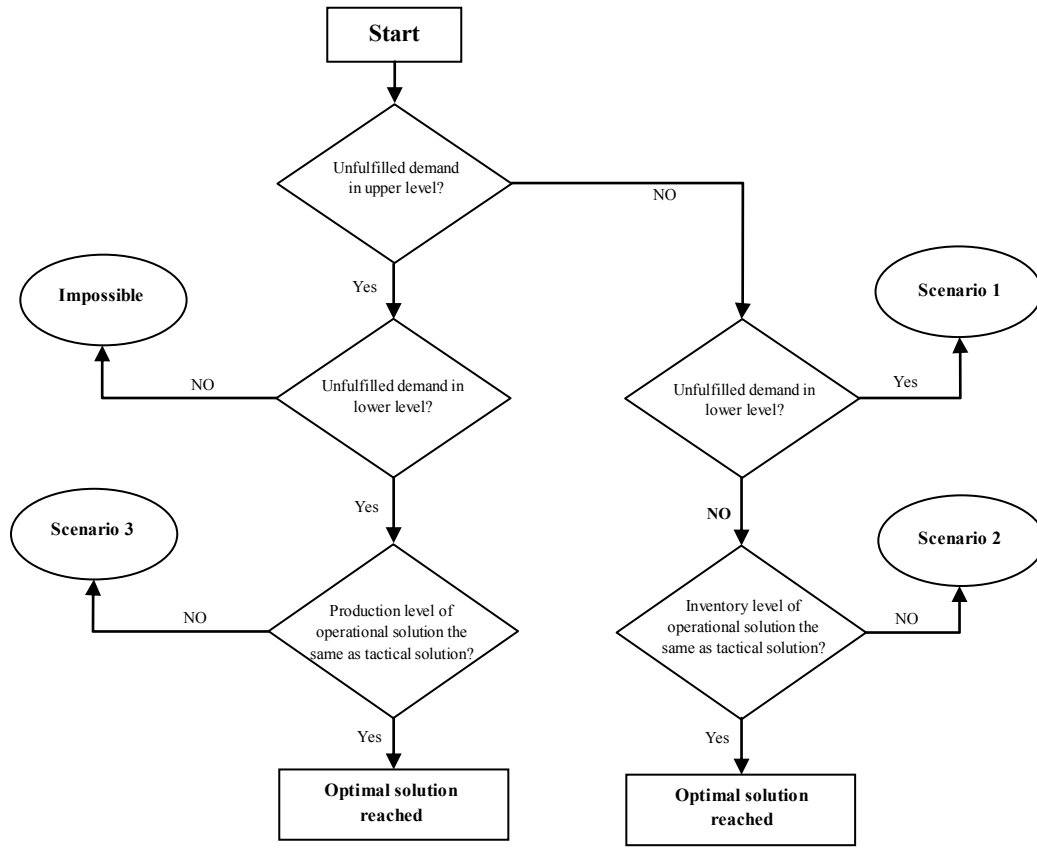 Start
Unfulfilled demand
in upper level?
NO
Yes
Impossible
Scenario 1
NO
Unfulfilled demand in
lower level?
Unfulfilled demand in
lower level?
Yes
Yes
NO
Scenario 3
Scenario 2
NO
Production level of
operational solution the
same as tactical solution?
Inventory level of
operational solution the
same as tactical solution?
NO
Yes
Yes
Optimal solution
reached
Optimal solution
reached